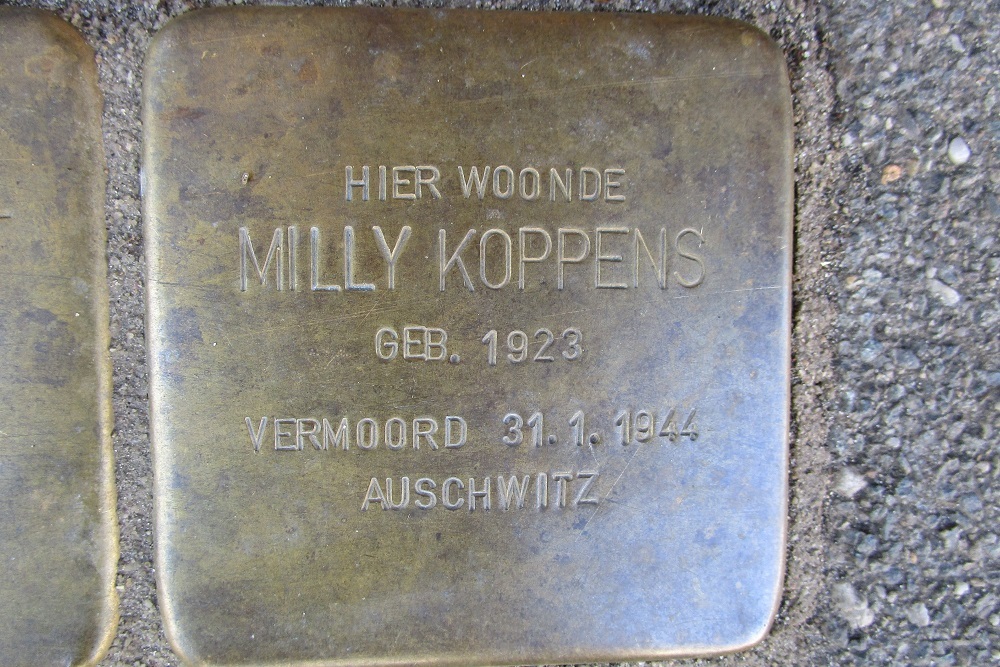 HIER WOONDE
MILLY KOPPENS
GEB. 1923
VERMOORD 31.1.1944
AUSCHWITZ